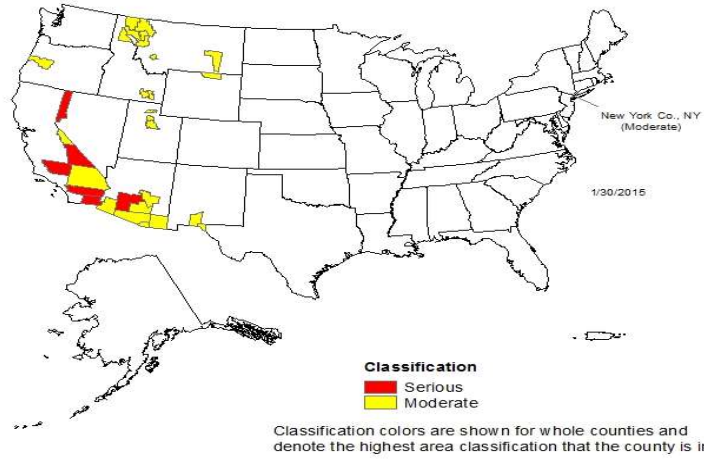 New York Co., NY
(Moderate)
1/30/2015
Classification
Serious
Moderate
Classification colors are shown for whole counties and
denote the highest area classification that the county is in